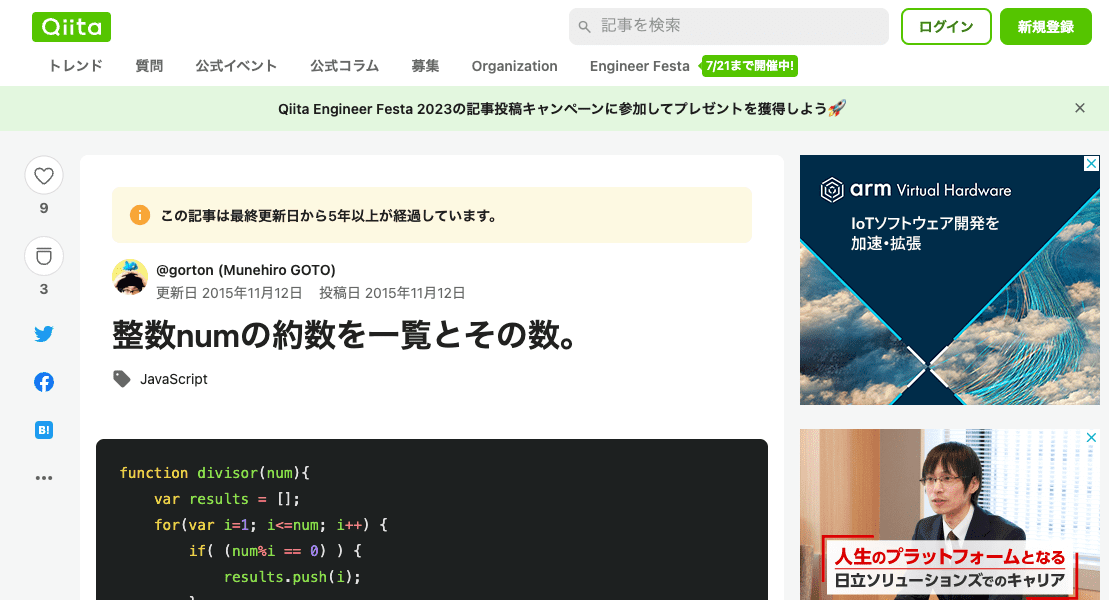 Qiita
記事を検索
ログイン
新規登録
トレンド
質問
公式イベント
公式コラム
募集
Organization
Engineer Festa
7/21まで開催中!
Qiita Engineer Festa 2023の記事投稿キャンペーンに参加してプレゼントを獲得しよう🚀
9
3
B!
この記事は最終更新日から5年以上が経過しています。
@gorton (Munehiro GOTO)
更新日 2015年11月12日 投稿日 2015年11月12日
整数numの約数を一覧とその数。
JavaScript
function divisor(num){
    var results = [];
    for(var i=1; i<=num; i++) {
        if( (num%i == 0) ) {
            results.push(i);
        }
arm Virtual Hardware
IoTソフトウェア開発を
加速・拡張
人生のプラットフォームとなる
日立ソリューションズでのキャリア